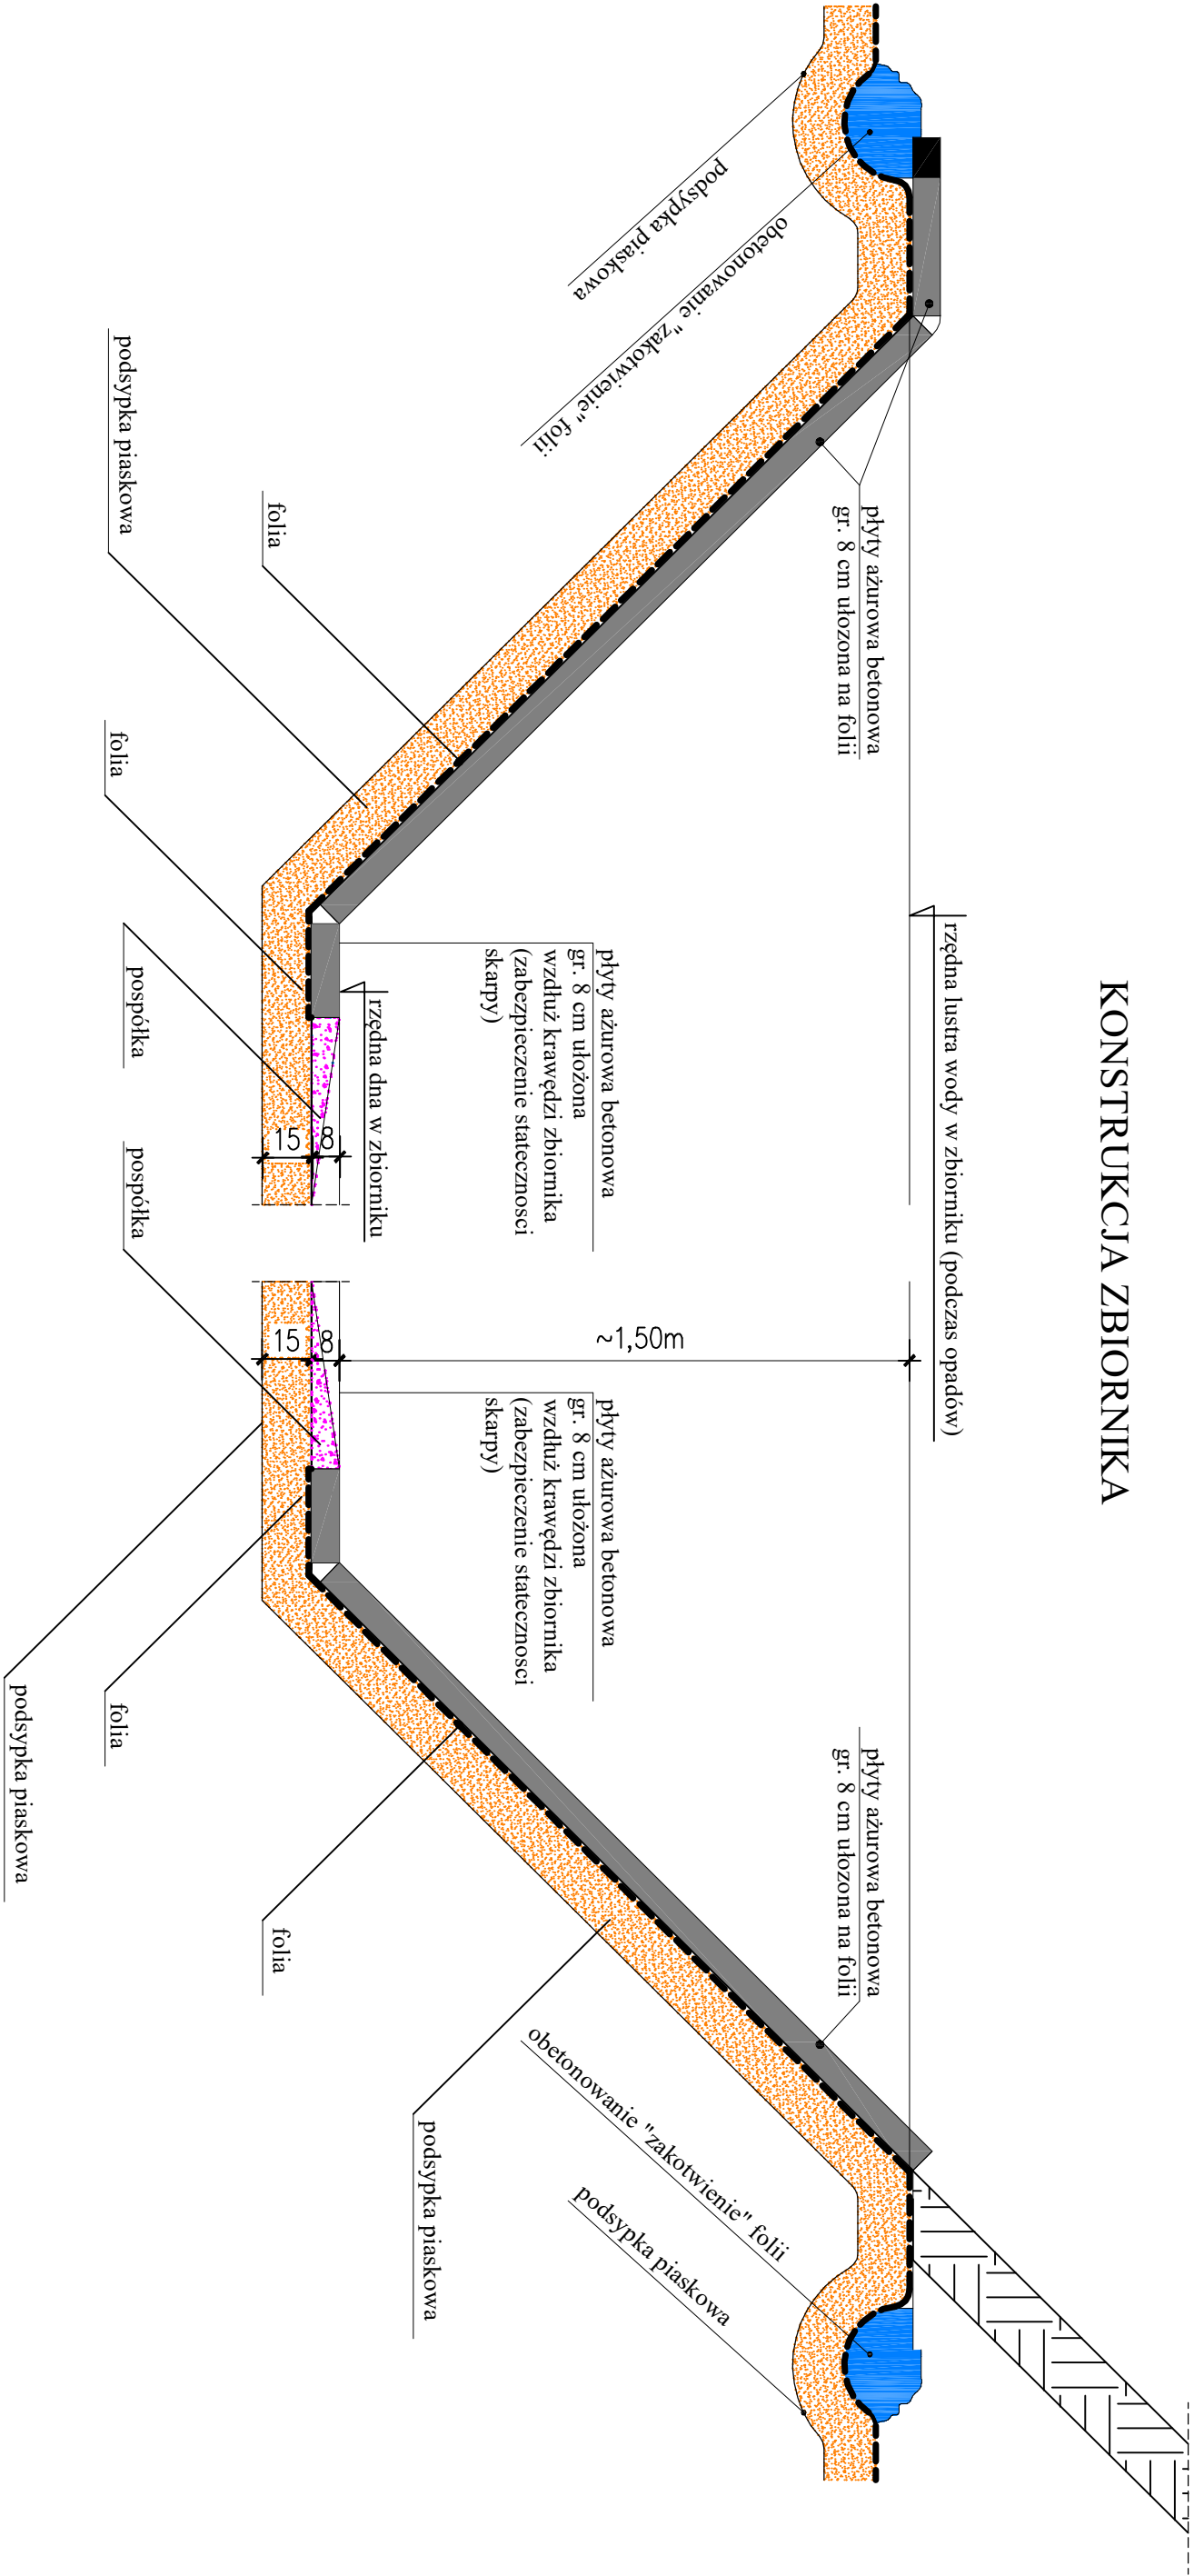 KONSTRUKCJA ZBIORNIKA
rzędna lustra wody w zbiorniku (podczas opadów)
płyty ażurowa betonowa
gr. 8 cm ułozona na folii
płyty ażurowa betonowa
gr. 8 cm ułozona na folii
podsypka piaskowa
obetonowanie "zakotwienie" folii
obetonowanie "zakotwienie" folii
podsypka piaskowa
~1,50m
płyty ażurowa betonowa
gr. 8 cm ułożona
wzdłuż krawędzi zbiornika
(zabezpieczenie statecznosci
skarpy)
płyty ażurowa betonowa
gr. 8 cm ułożona
wzdłuż krawędzi zbiornika
(zabezpieczenie statecznosci
skarpy)
rzędna dna w zbiorniku
podsypka piaskowa
folia
8
15
8
15
folia
podsypka piaskowa
folia
pospółka
pospółka
folia
podsypka piaskowa